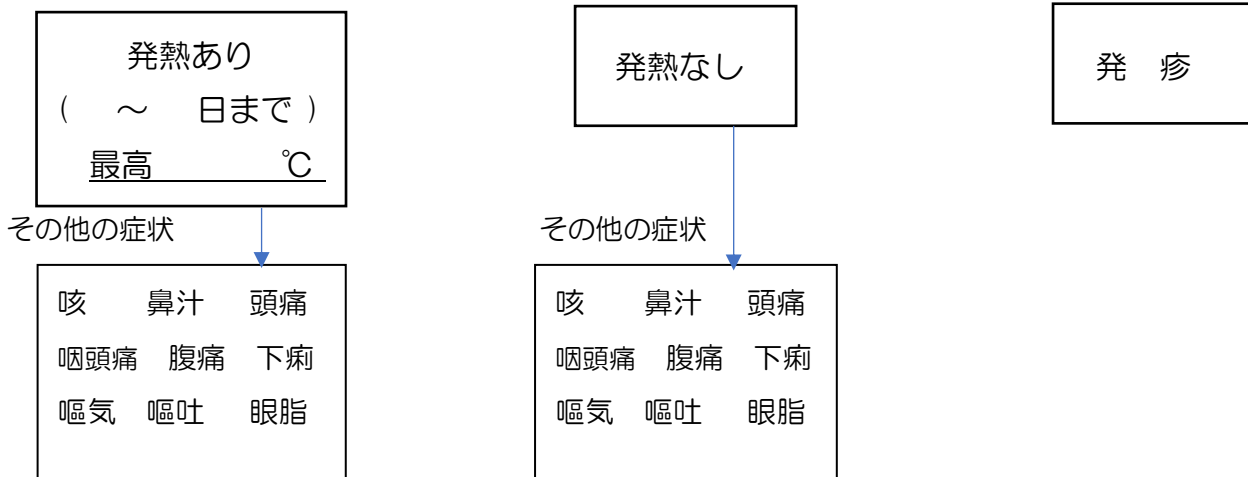 発熱あり
( ～ 日まで )
最高 ℃
その他の症状
咳 鼻汁 頭痛
咽頭痛 腹痛 下痢
嘔気 嘔吐 眼脂
発熱なし
その他の症状
咳 鼻汁 頭痛
咽頭痛 腹痛 下痢
嘔気 嘔吐 眼脂
発 疹